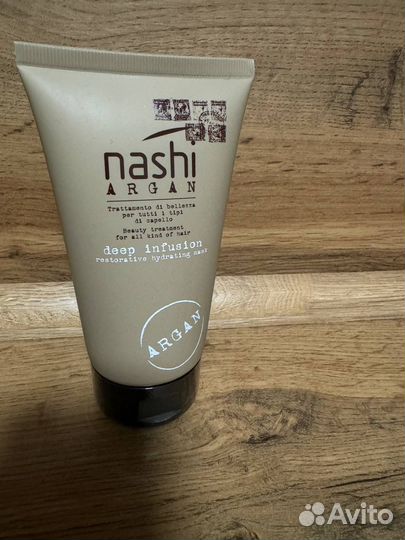 nashi
ARGAN
Trattamento di bellezza
per tutti i tipi
di capello
Beauty treatment
for all kind of hair
deep infusion
restorative hydrating mask
ARGAN
Avito